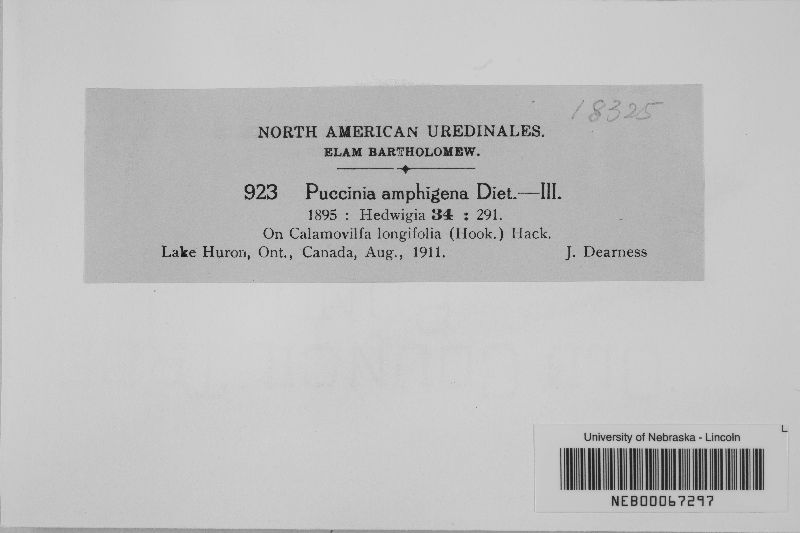 18325
NORTH AMERICAN UREDINALES.
ELAM BARTHOLOMEW.
923 Puccinia amphigena Diet.—III.
1895 : Hedwigia 34 : 291.
On Calamovilfa longifolia (Hook.) Hack.
Lake Huron, Ont., Canada, Aug., 1911. J. Dearness
L
University of Nebraska - Lincoln
NEB00067297